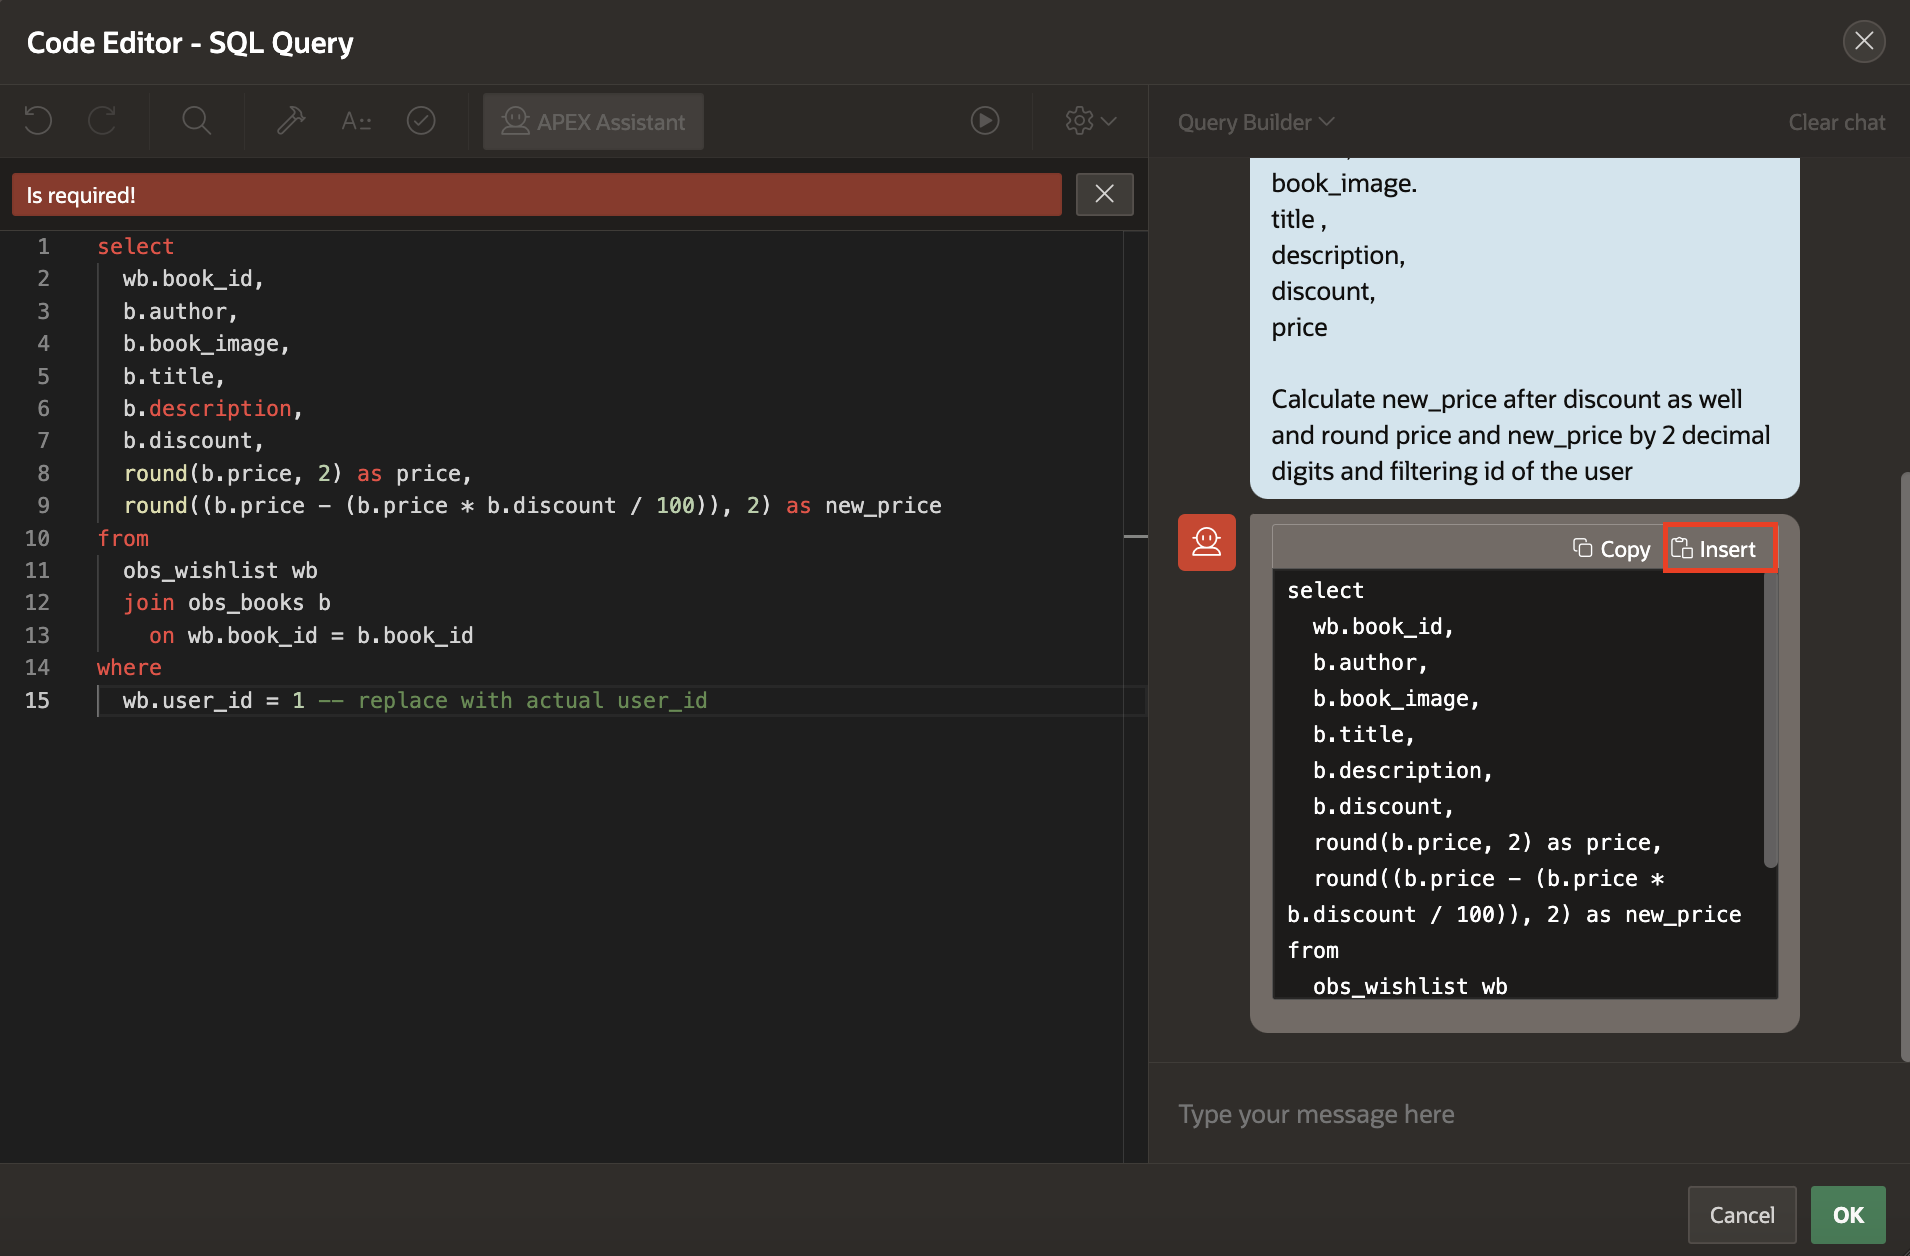 Code Editor - SQL Query
APEX Assistant
Query Builder
Clear chat
Is required!
1 select
2 wb.book_id,
3 b.author,
4 b.book_image,
5 b.title,
6 b.description,
7 b.discount,
8 round(b.price, 2) as price,
9 round((b.price - (b.price * b.discount / 100)), 2) as new_price
10 from
11 obs_wishlist wb
12 join obs_books b
13 on wb.book_id = b.book_id
14 where
15 wb.user_id = 1 -- replace with actual user_id
book_image.
title ,
description,
discount,
price
Calculate new_price after discount as well
and round price and new_price by 2 decimal
digits and filtering id of the user
Copy
Insert
select
wb.book_id,
b.author,
b.book_image,
b.title,
b.description,
b.discount,
round(b.price, 2) as price,
round((b.price - (b.price *
b.discount / 100)), 2) as new_price
from
obs_wishlist wb
Type your message here
Cancel
OK